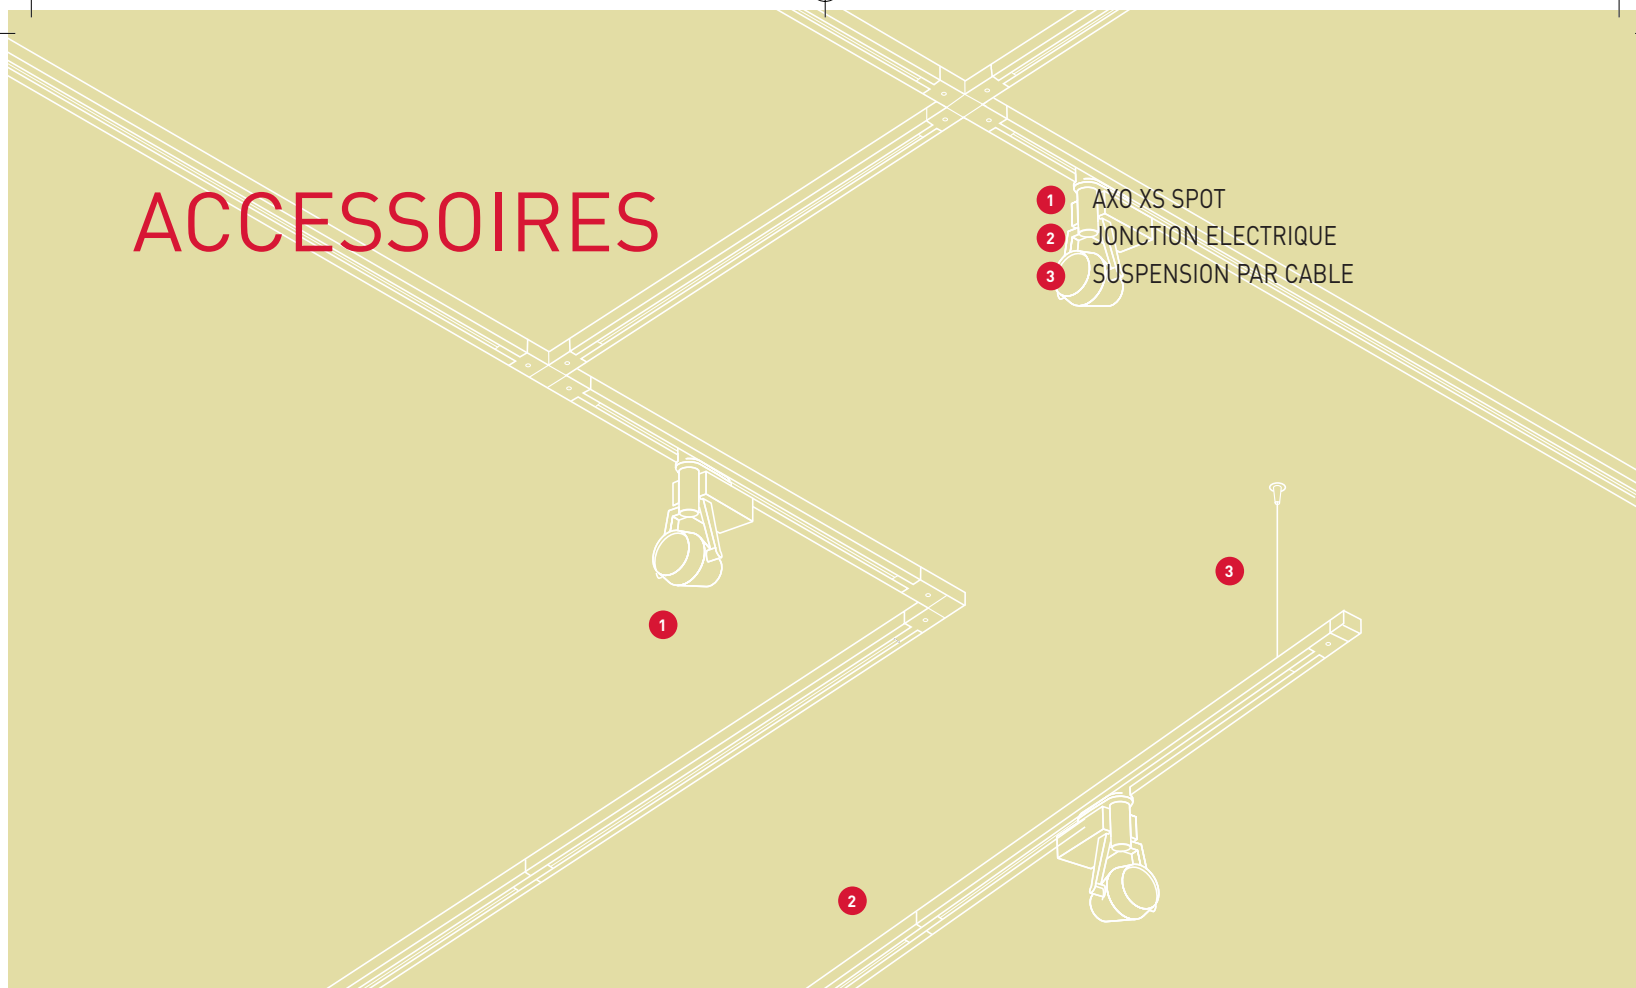 ACCESSOIRES
1 AXO XS SPOT
2 JONCTION ELECTRIQUE
3 SUSPENSION PAR CABLE
3
1
2